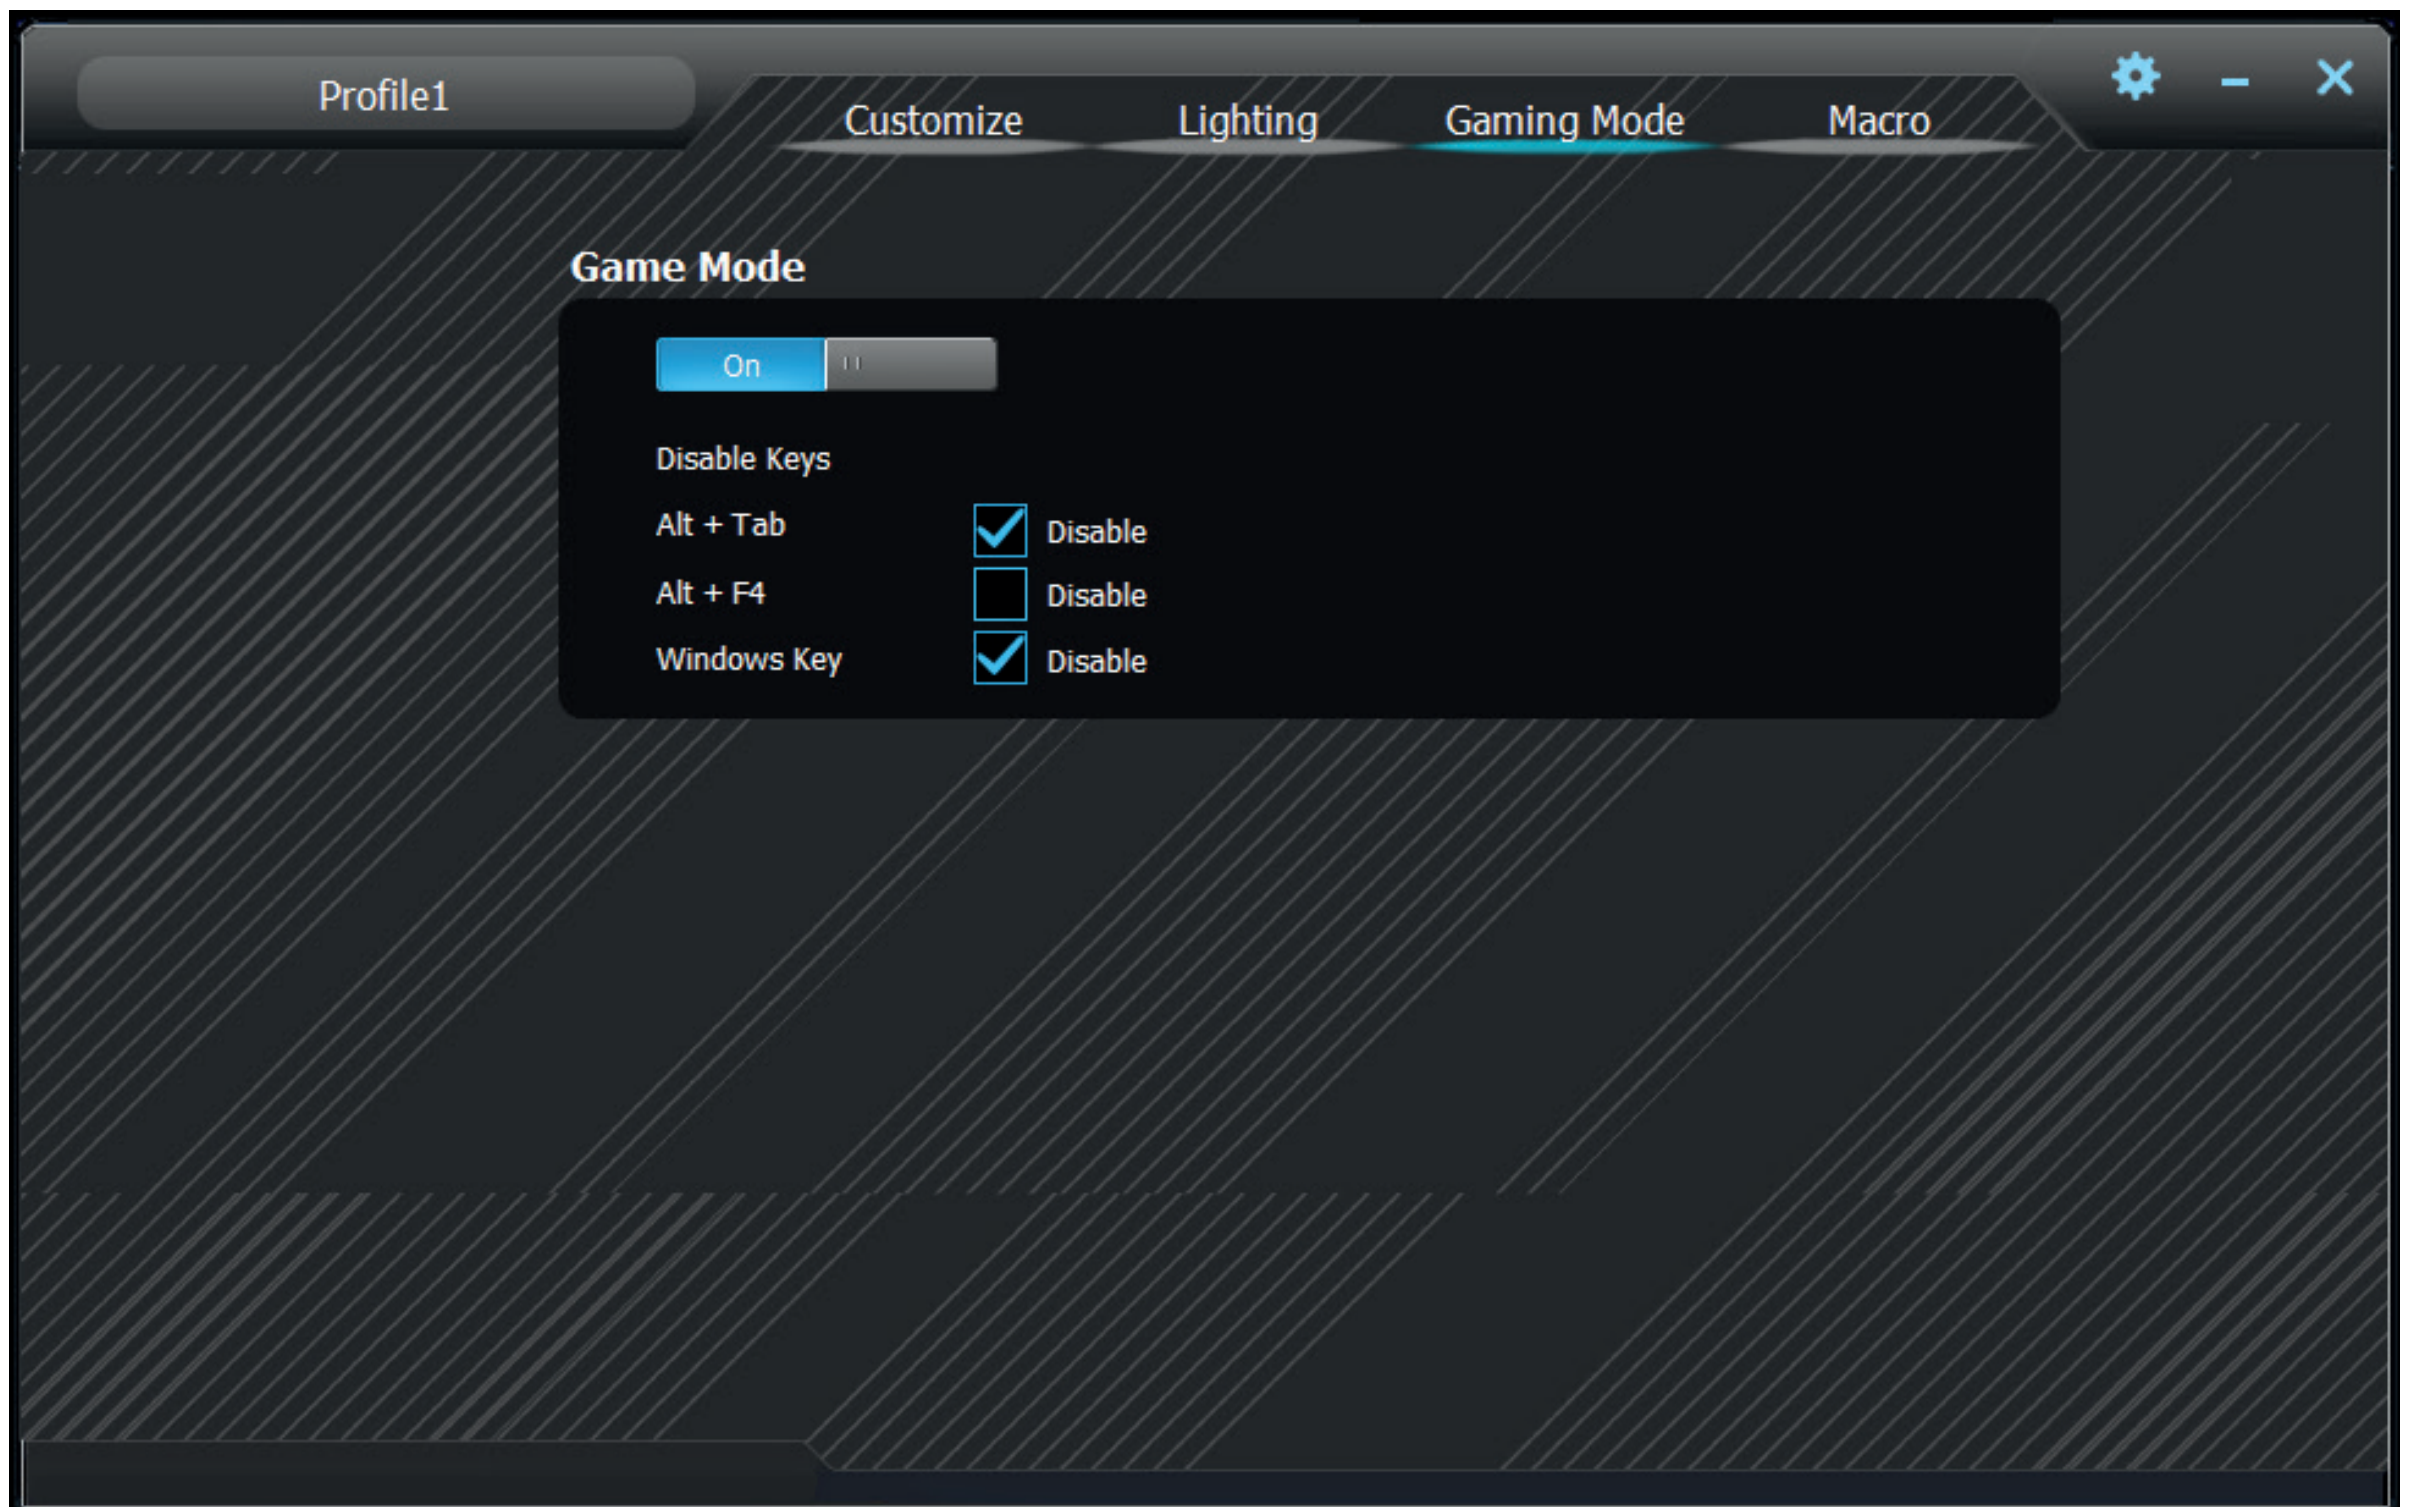 Profile1
Customize Lighting Gaming Mode Macro
Game Mode
On
Disable Keys
Alt + Tab Disable
Alt + F4 Disable
Windows Key Disable